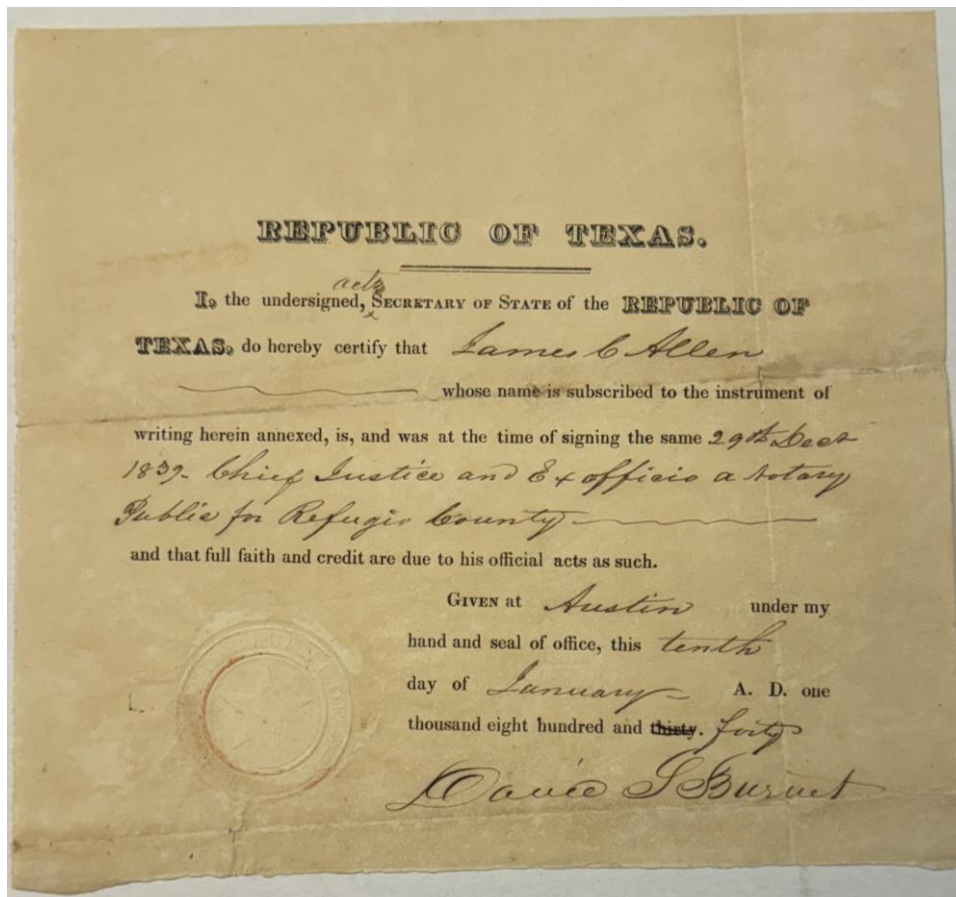 REPUBLIC OF TEXAS.
actg
I, the undersigned, SECRETARY OF STATE of the REPUBLIC OF
TEXAS, do hereby certify that James C Allen
whose name is subscribed to the instrument of
writing herein annexed, is, and was at the time of signing the same 29th Decr
1839- Chief Justice and Ex officio a Notary
Public for Refugio County
and that full faith and credit are due to his official acts as such.
GIVEN at Austin under my
hand and seal of office, this tenth
day of January A. D. one
thousand eight hundred and thirty. forty
David G Burnet